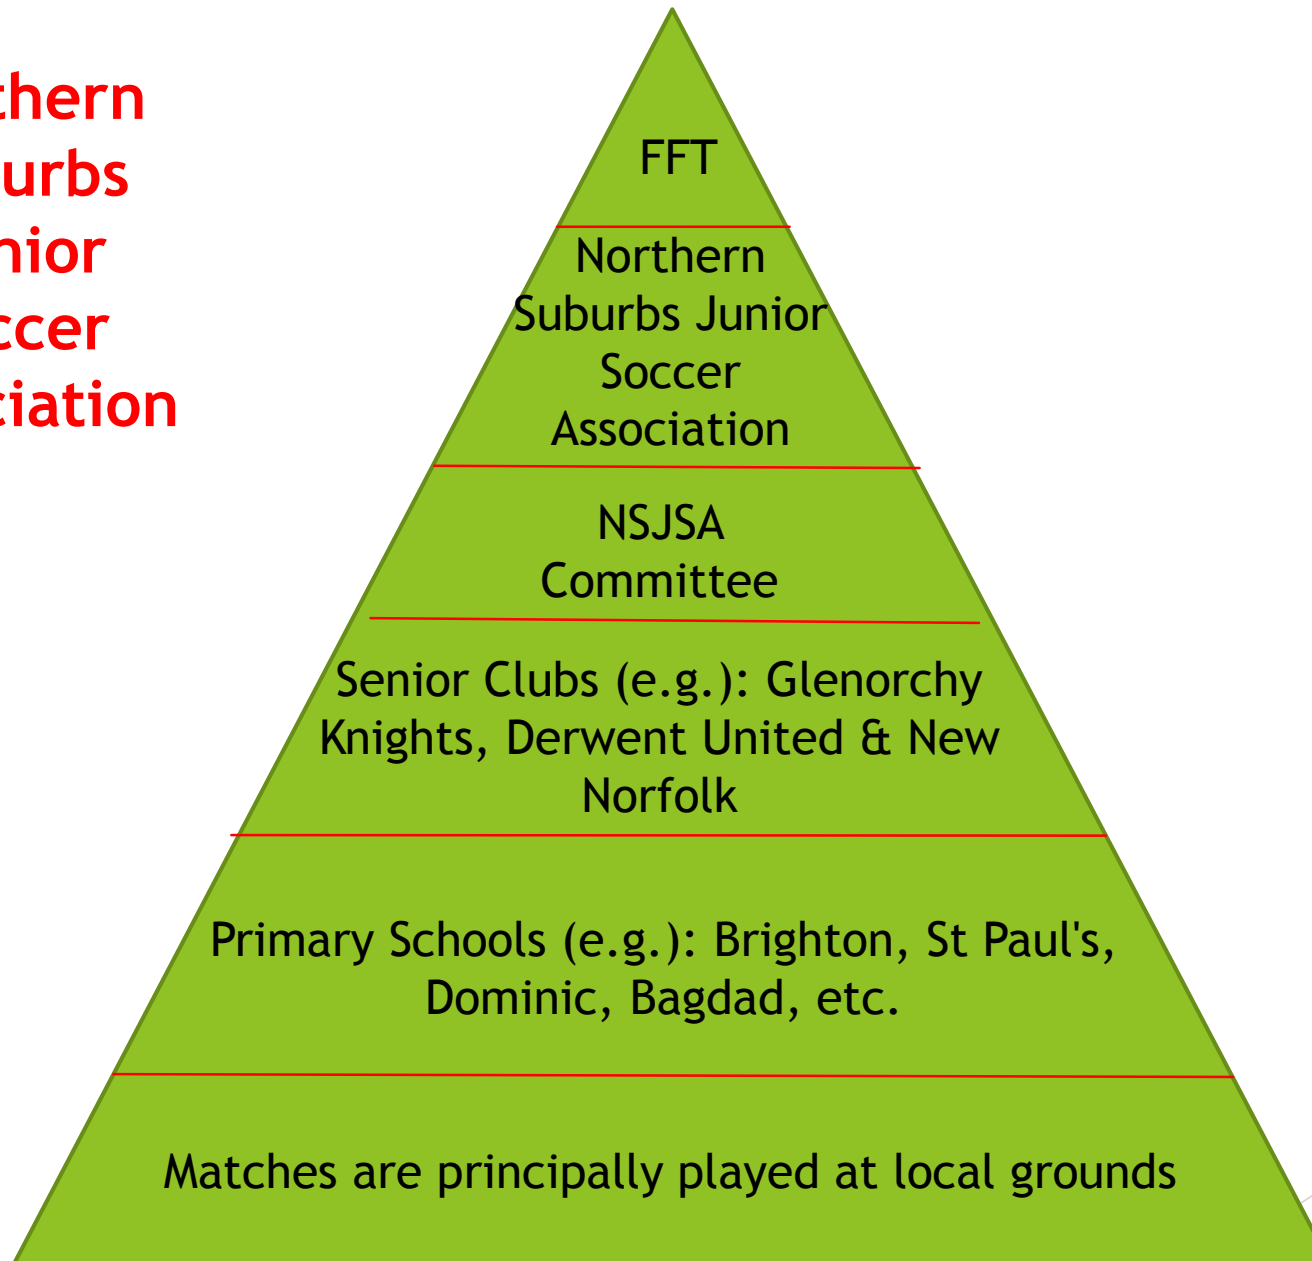 thern
urbs
nior
ccer
ciation
FFT
Northern
Suburbs Junior
Soccer
Association
NSJSA
Committee
Senior Clubs (e.g.): Glenorchy
Knights, Derwent United & New
Norfolk
Primary Schools (e.g.): Brighton, St Paul's,
Dominic, Bagdad, etc.
Matches are principally played at local grounds